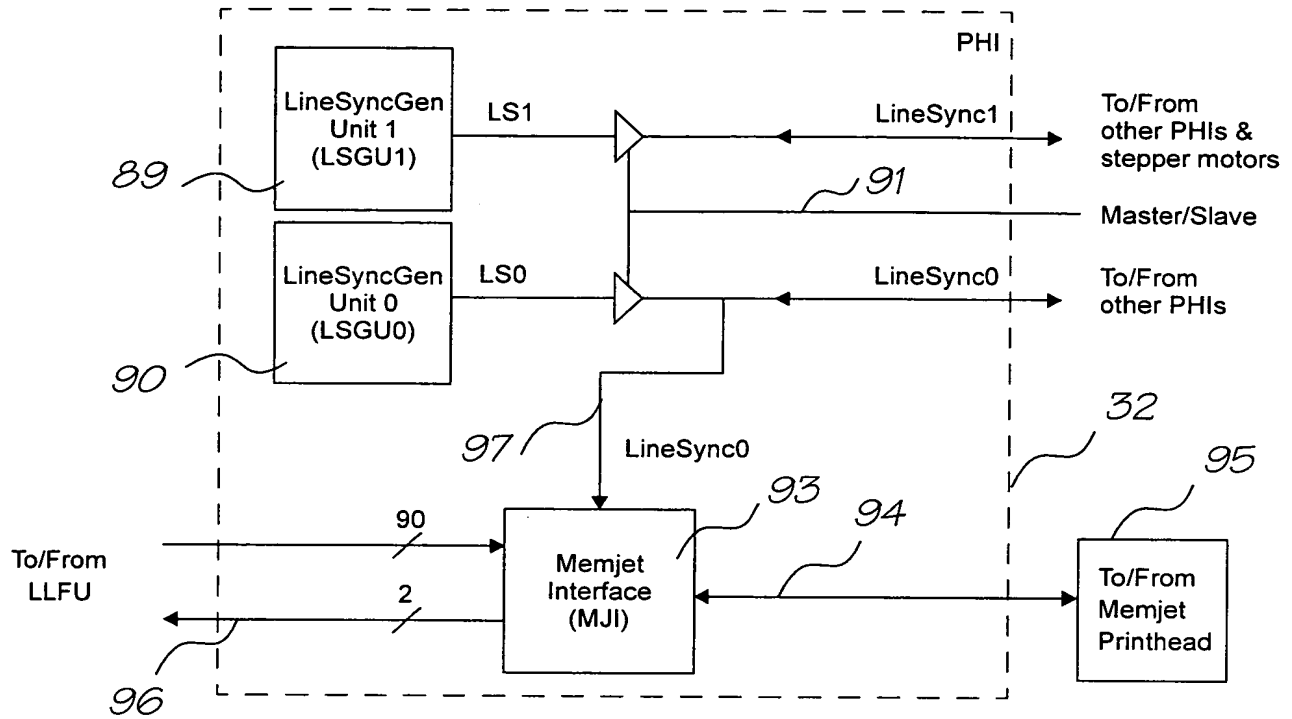 PHI
LineSyncGen
Unit 1
(LSGU1)
LS1
LineSync1
To/From
other PHIs &
stepper motors
89
91
Master/Slave
LineSyncGen
Unit 0
(LSGU0)
LS0
LineSync0
To/From
other PHIs
90
97
LineSync0
32
95
93
94
90
To/From
LLFU
2
Memjet
Interface
(MJI)
To/From
Memjet
Printhead
96